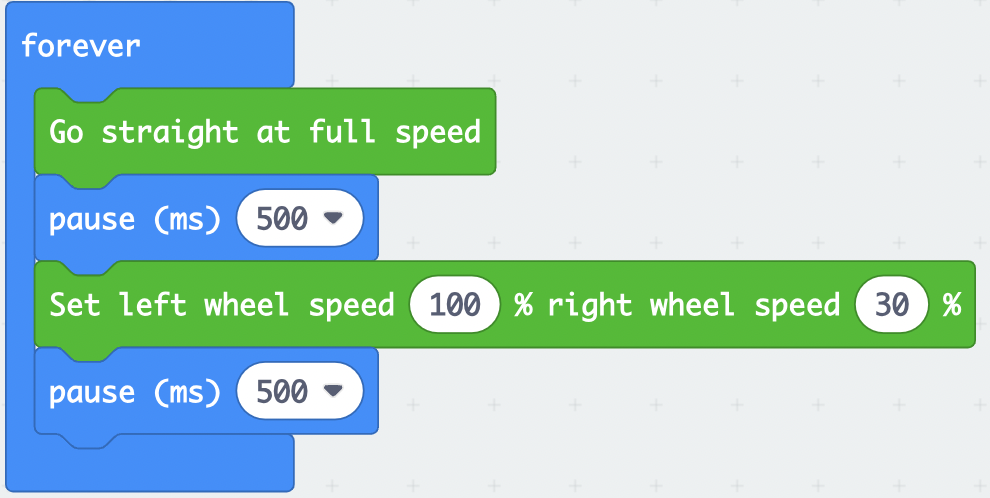 forever
Go straight at full speed
pause (ms) 500
Set left wheel speed 100 % right wheel speed 30 %
pause (ms) 500